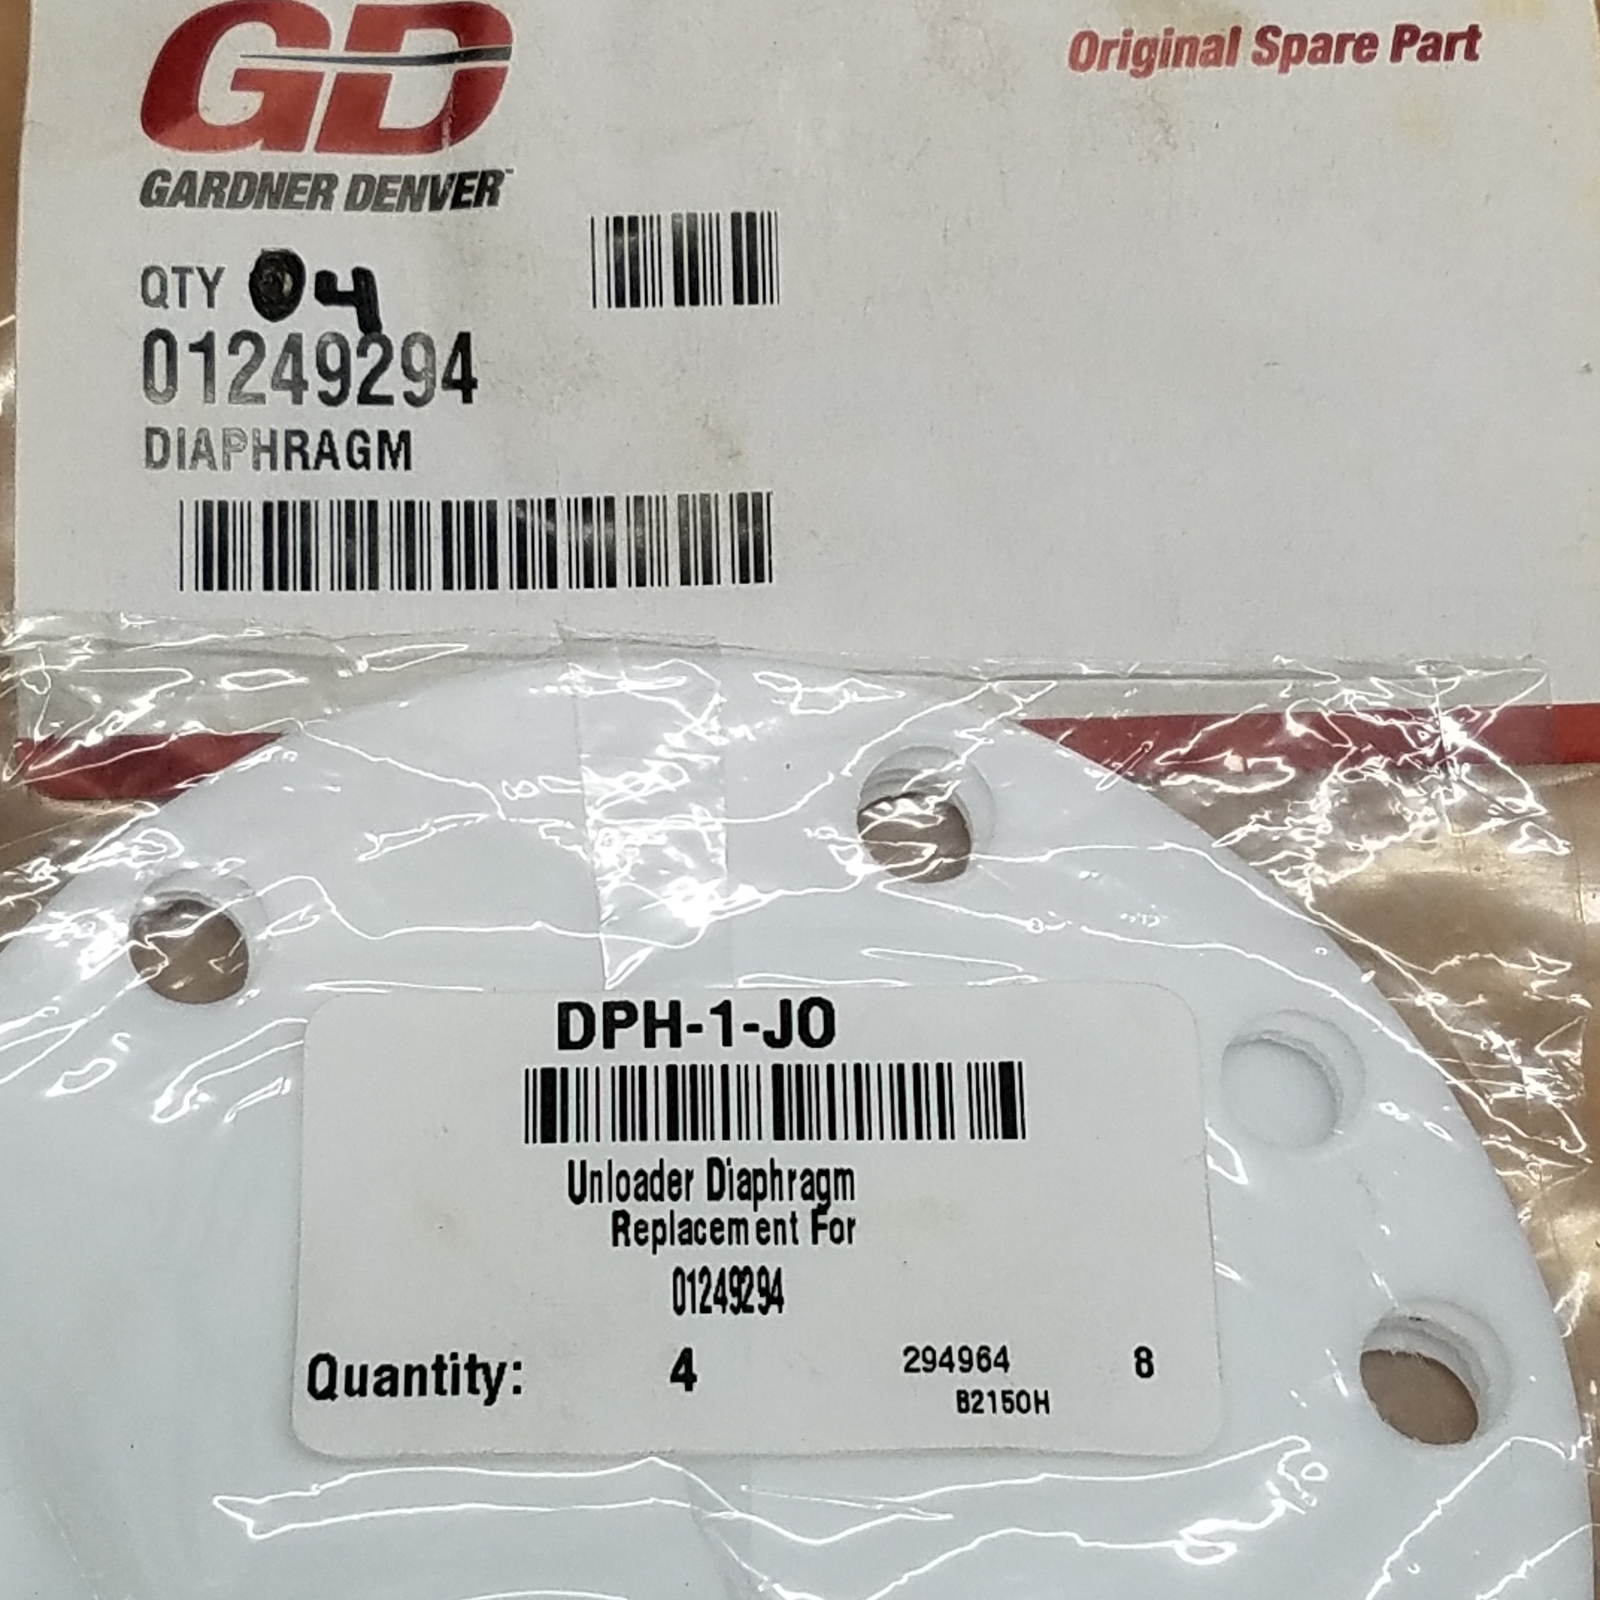 GD
Original Spare Part
GARDNER DENVER™
QTY 04
01249294
DIAPHRAGM
DPH-1-JO
Unloader Diaphragm
Replacement For
01249294
Quantity: 4 294964 8
B2150H